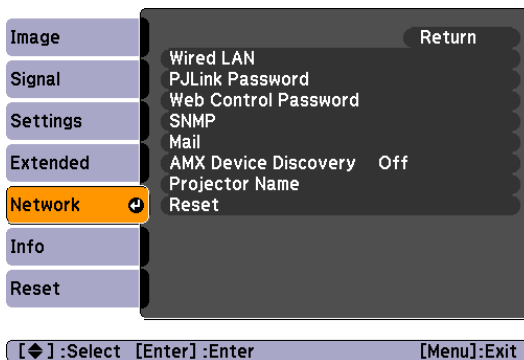 Image
Signal
Settings
Extended
Network
Info
Reset
Return
Wired LAN
PJLink Password
Web Control Password
SNMP
Mail
AMX Device Discovery Off
Projector Name
Reset
[◆] :Select [Enter] :Enter [Menu] :Exit